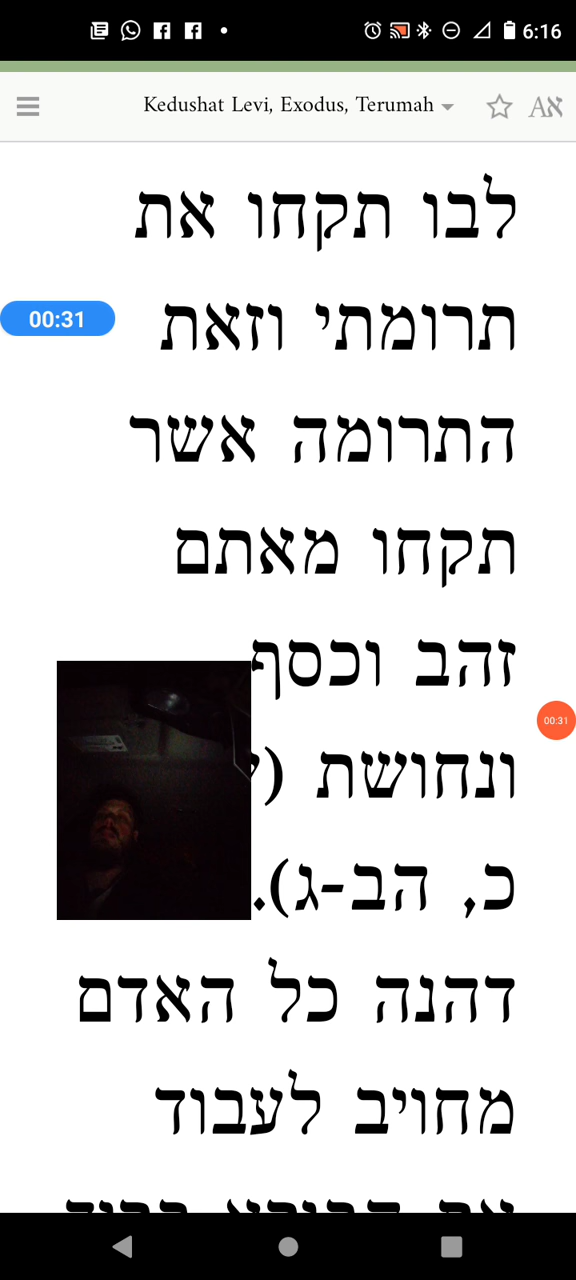 6:16
Kedushat Levi, Exodus, Terumah
Aא
לבו תקחו את
תרומתי וזאת
00:31
התרומה אשר
תקחו מאתם
זהב וכסף
00:31
ונחושת (
כ, הב-ג).
דהנה כל האדם
מחויב לעבוד